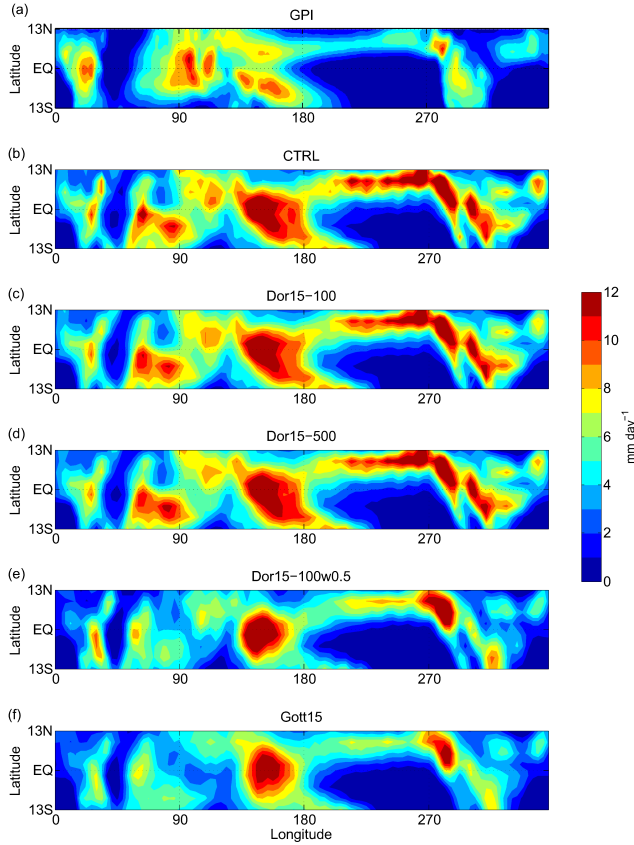 (a)
GPI
13N
Latitude
EQ
13S
0
90
180
270
(b)
CTRL
13N
Latitude
EQ
13S
0
90
180
270
(c)
Dor15−100
13N
Latitude
EQ
13S
0
90
180
270
(d)
Dor15−500
13N
Latitude
EQ
13S
0
90
180
270
(e)
Dor15−100w0.5
13N
Latitude
EQ
13S
0
90
180
270
(f)
Gott15
13N
Latitude
EQ
13S
0
90
180
270
Longitude
12
10
8
6
4
2
0
mm day−1